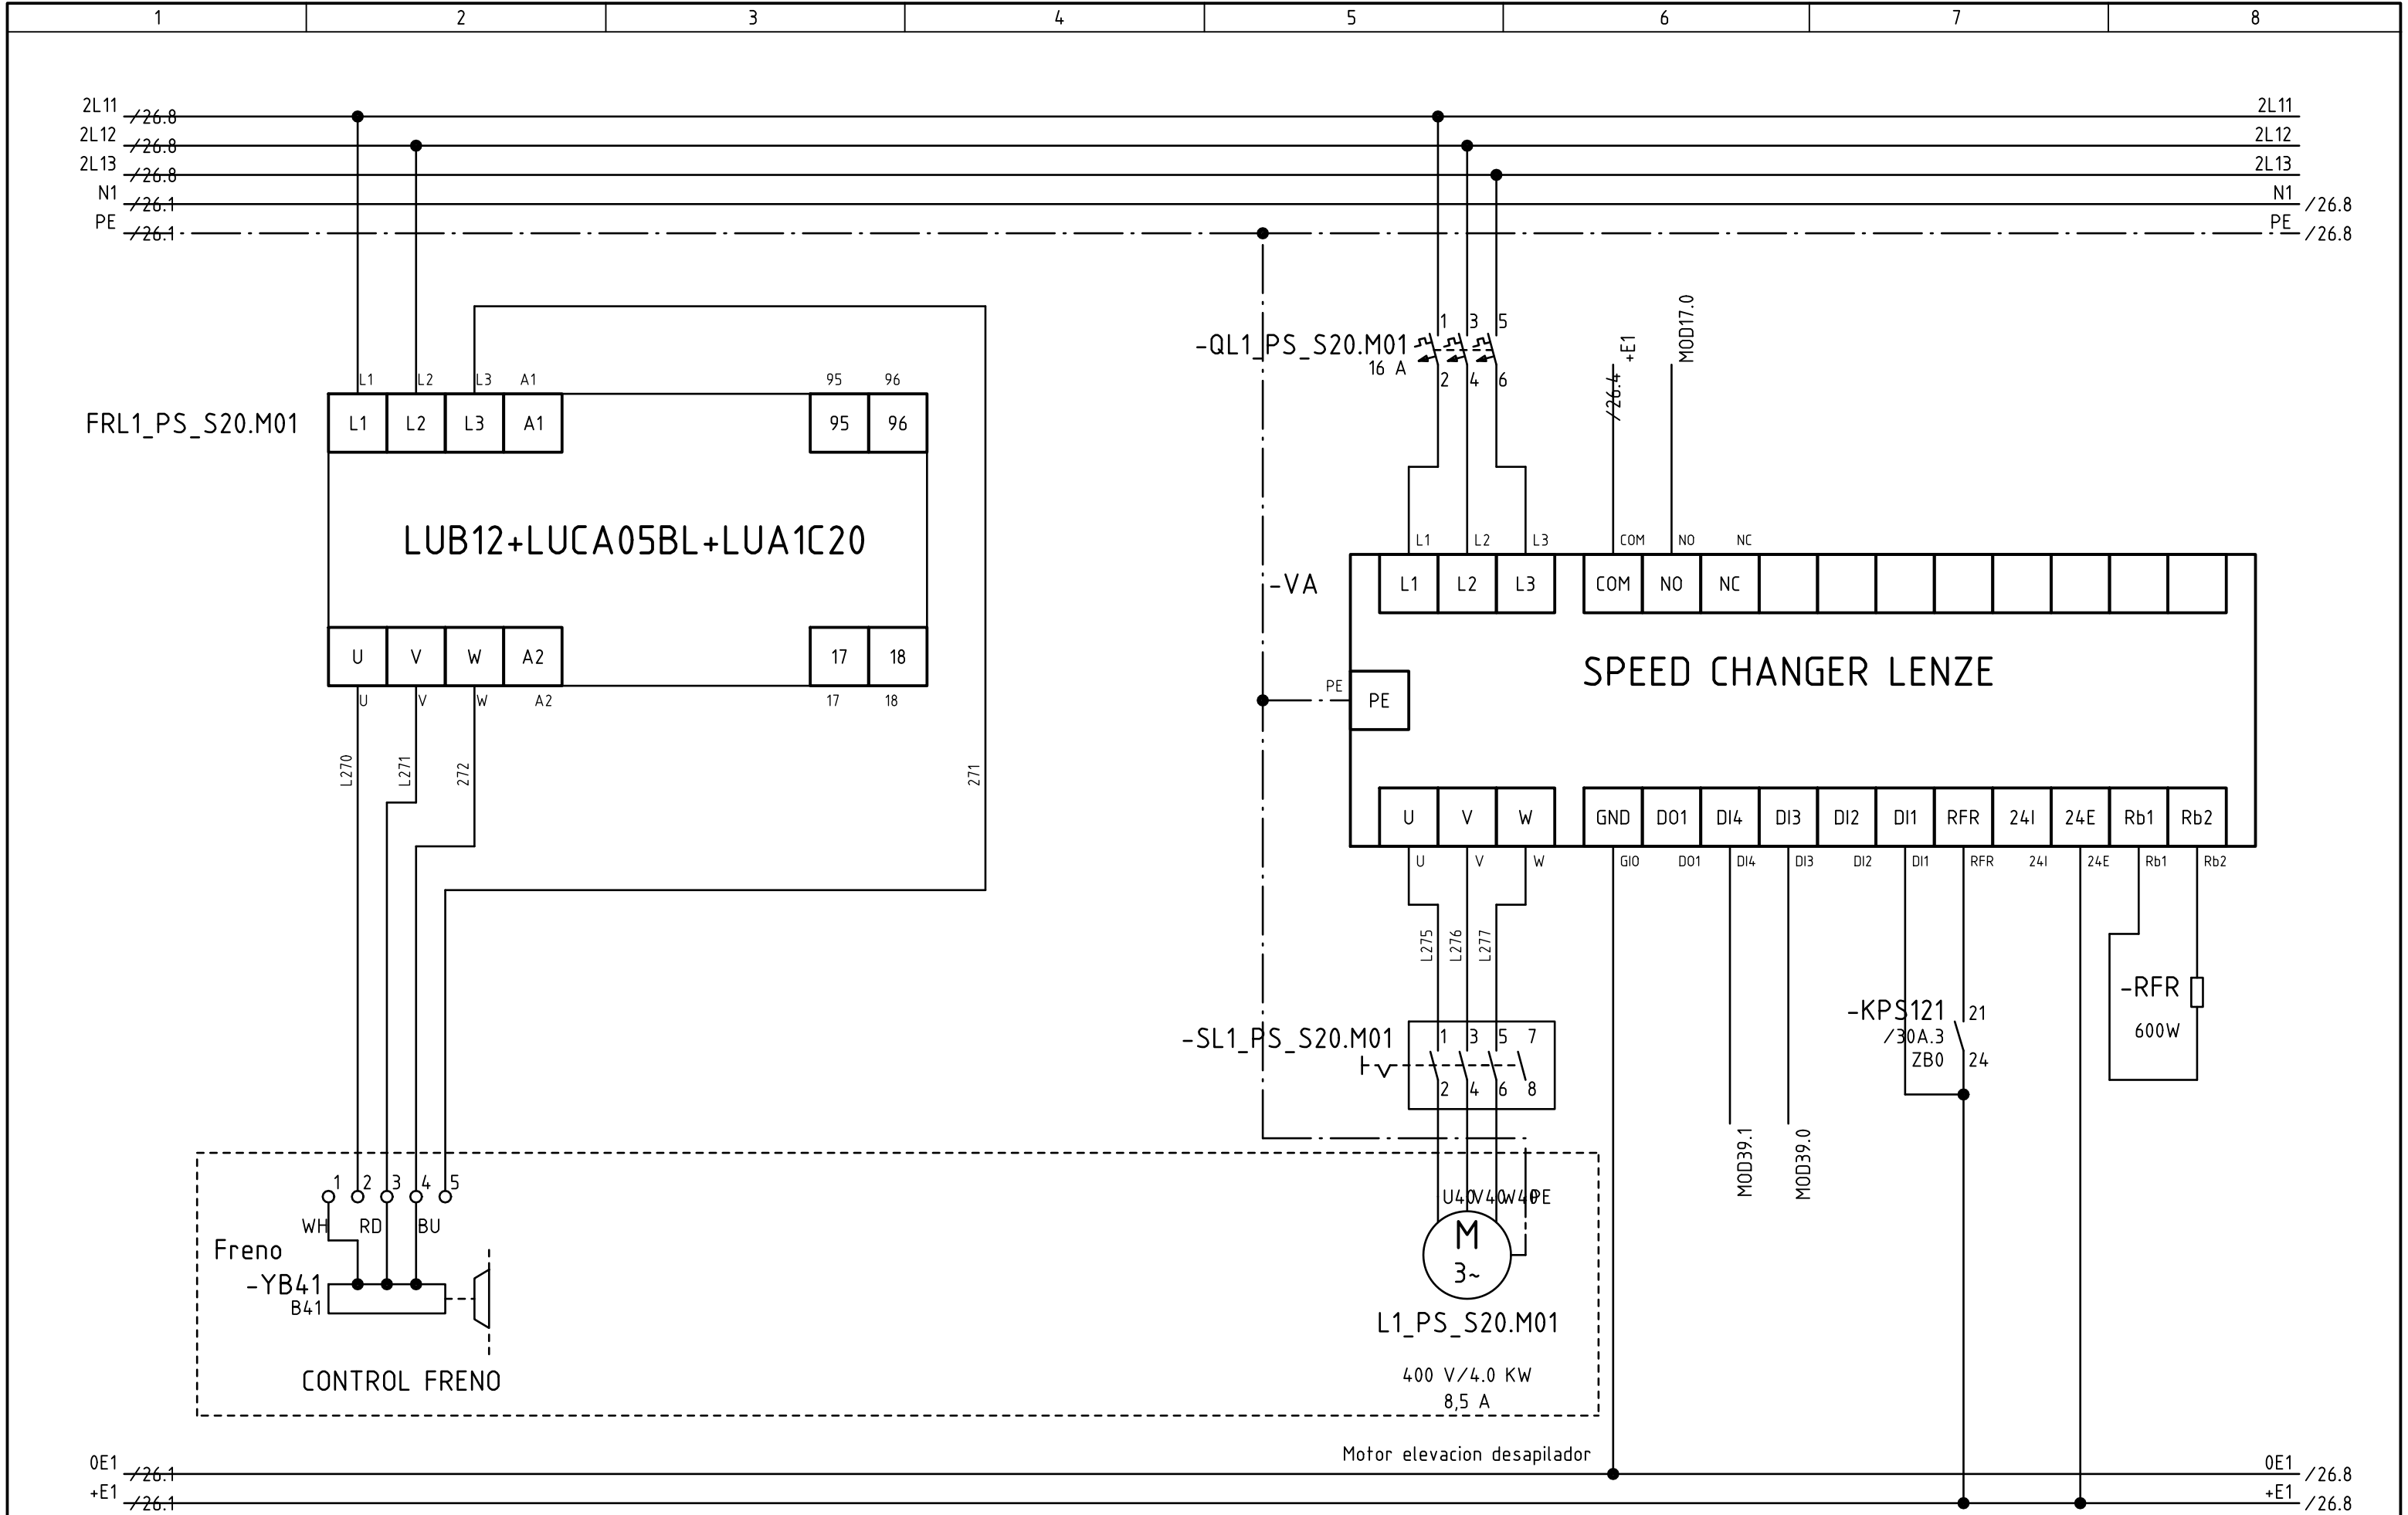 1 2 3 4 5 6 7 8
2L11 /26.8 2L11
2L12 /26.8 2L12
2L13 /26.8 2L13
N1 /26.1 N1 /26.8
PE /26.1 PE /26.8
MOD17.0
+E1
/26.4
1 3 5
-QL1_PS_S20.M01
16 A
2 4 6
L1 L2 L3 A1 95 96
FRL1_PS_S20.M01
L1 L2 L3 A1 95 96
LUB12+LUCA05BL+LUA1C20
U V W A2 17 18
U V W A2 17 18
L270 L271 272 271
L1 L2 L3 COM NO NC
-VA
L1 L2 L3 COM NO NC
SPEED CHANGER LENZE
PE
PE
U V W GND DO1 DI4 DI3 DI2 DI1 RFR 24I 24E Rb1 Rb2
U V W GIO DO1 DI4 DI3 DI2 DI1 RFR 24I 24E Rb1 Rb2
L275 L276 L277
-RFR
600W
-KPS121 21
/30A.3
ZB0 24
-SL1_PS_S20.M01
1 3 5 7
2 4 6 8
MOD39.1 MOD39.0
1 2 3 4 5
WH RD BU
Freno
-YB41
B41
CONTROL FRENO
U40 V40 W40 PE
M
3~
L1_PS_S20.M01
400 V/4.0 KW
8,5 A
Motor elevacion desapilador
0E1 /26.1 0E1 /26.8
+E1 /26.1 +E1 /26.8